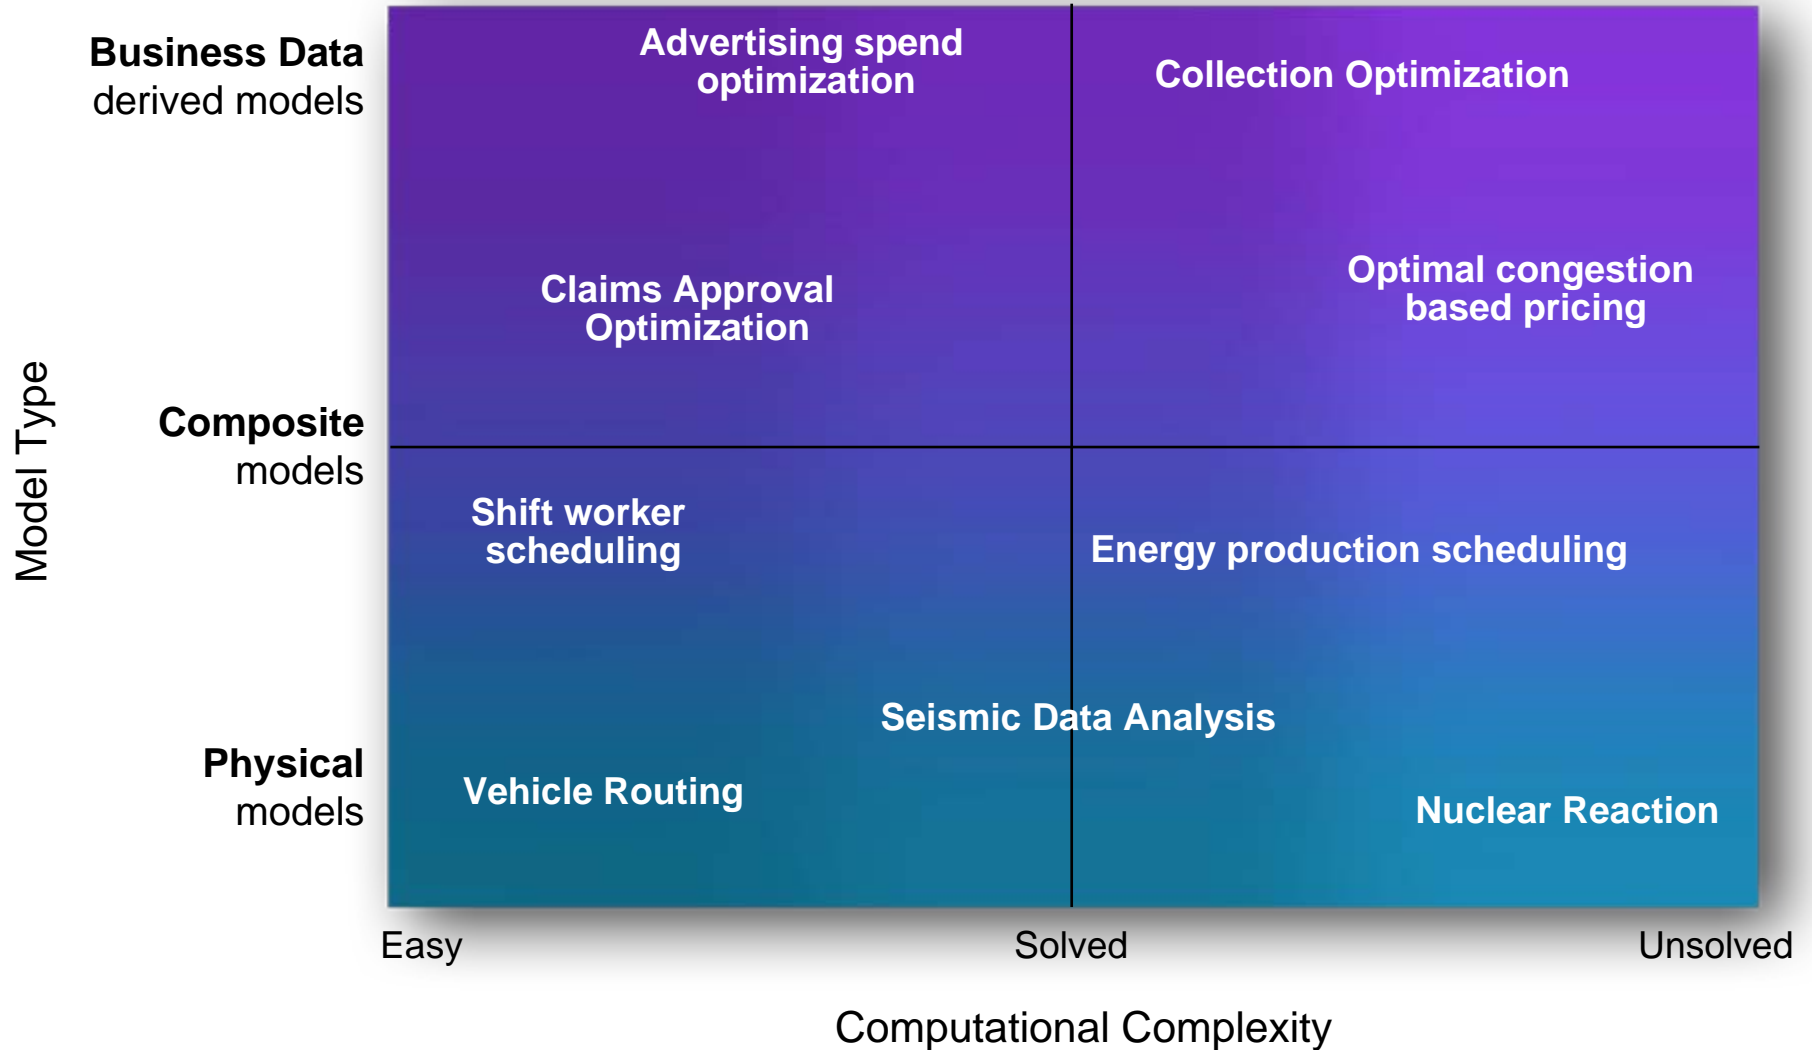 Business Data
derived models
Advertising spend
optimization
Collection Optimization
Claims Approval
Optimization
Optimal congestion
based pricing
Model Type
Composite
models
Shift worker
scheduling
Energy production scheduling
Seismic Data Analysis
Physical
models
Vehicle Routing
Nuclear Reaction
Easy
Solved
Unsolved
Computational Complexity